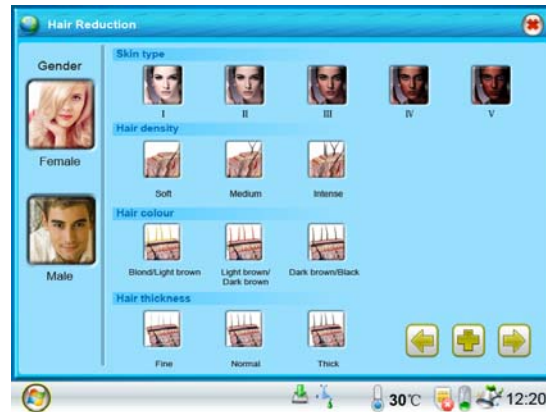 Hair Reduction
Gender
Female
Male
Skin type
I II III IV V
Hair density
Soft Medium Intense
Hair colour
Blond/Light brown Light brown/ Dark brown/Black
Dark brown
Hair thickness
Fine Normal Thick
30℃ 12:20